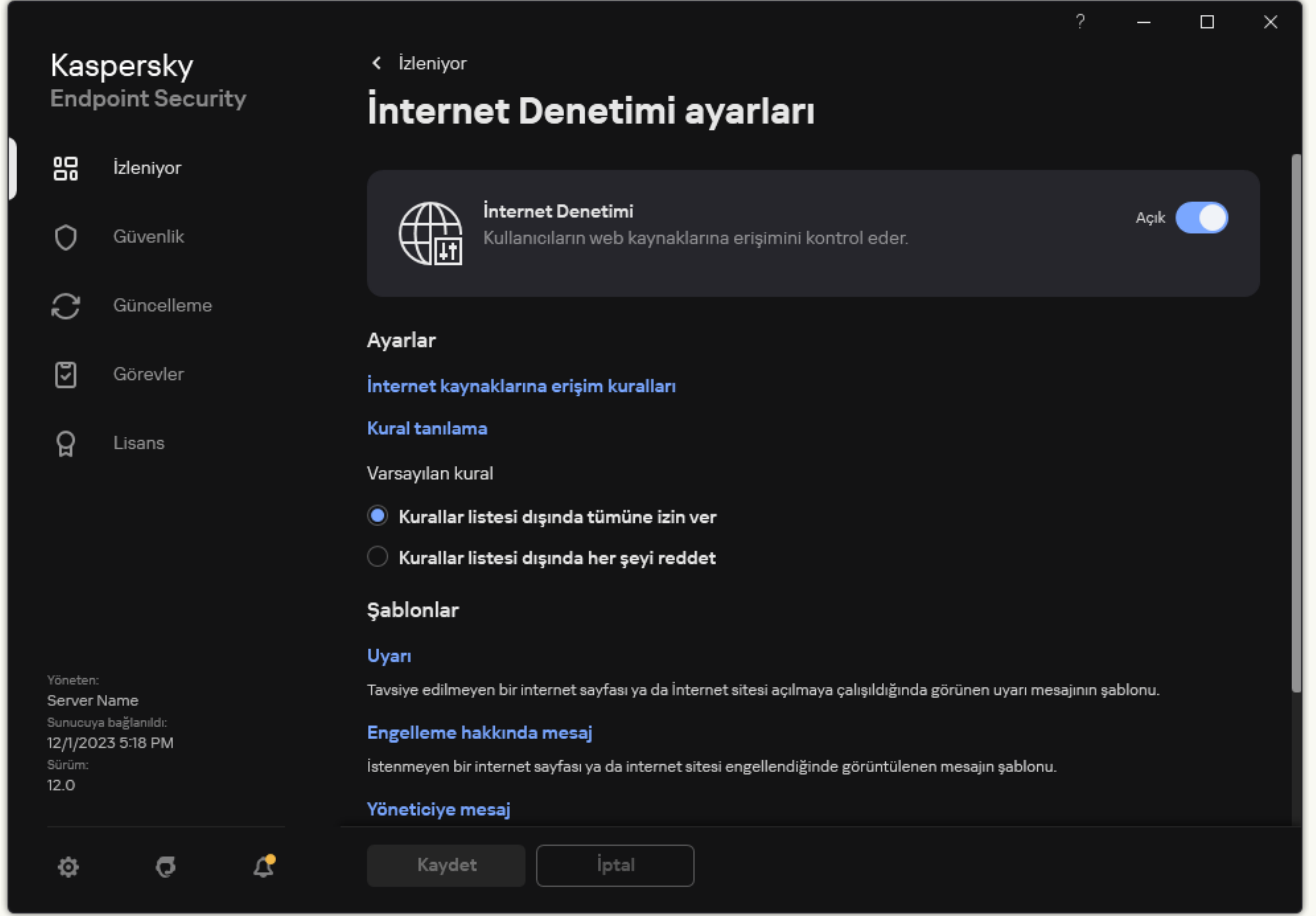 ?
Kaspersky
Endpoint Security
İzleniyor
Güvenlik
Güncelleme
Görevler
Lisans
Yöneten:
Server Name
Sunucuya bağlanıldı:
12/1/2023 5:18 PM
Sürüm:
12.0
İzleniyor
İnternet Denetimi ayarları
İnternet Denetimi
Kullanıcıların web kaynaklarına erişimini kontrol eder.
Açık
Ayarlar
İnternet kaynaklarına erişim kuralları
Kural tanılama
Varsayılan kural
Kurallar listesi dışında tümüne izin ver
Kurallar listesi dışında her şeyi reddet
Şablonlar
Uyarı
Tavsiye edilmeyen bir internet sayfası ya da İnternet sitesi açılmaya çalışıldığında görünen uyarı mesajının şablonu.
Engelleme hakkında mesaj
İstenmeyen bir internet sayfası ya da internet sitesi engellendiğinde görüntülenen mesajın şablonu.
Yöneticiye mesaj
Kaydet
İptal